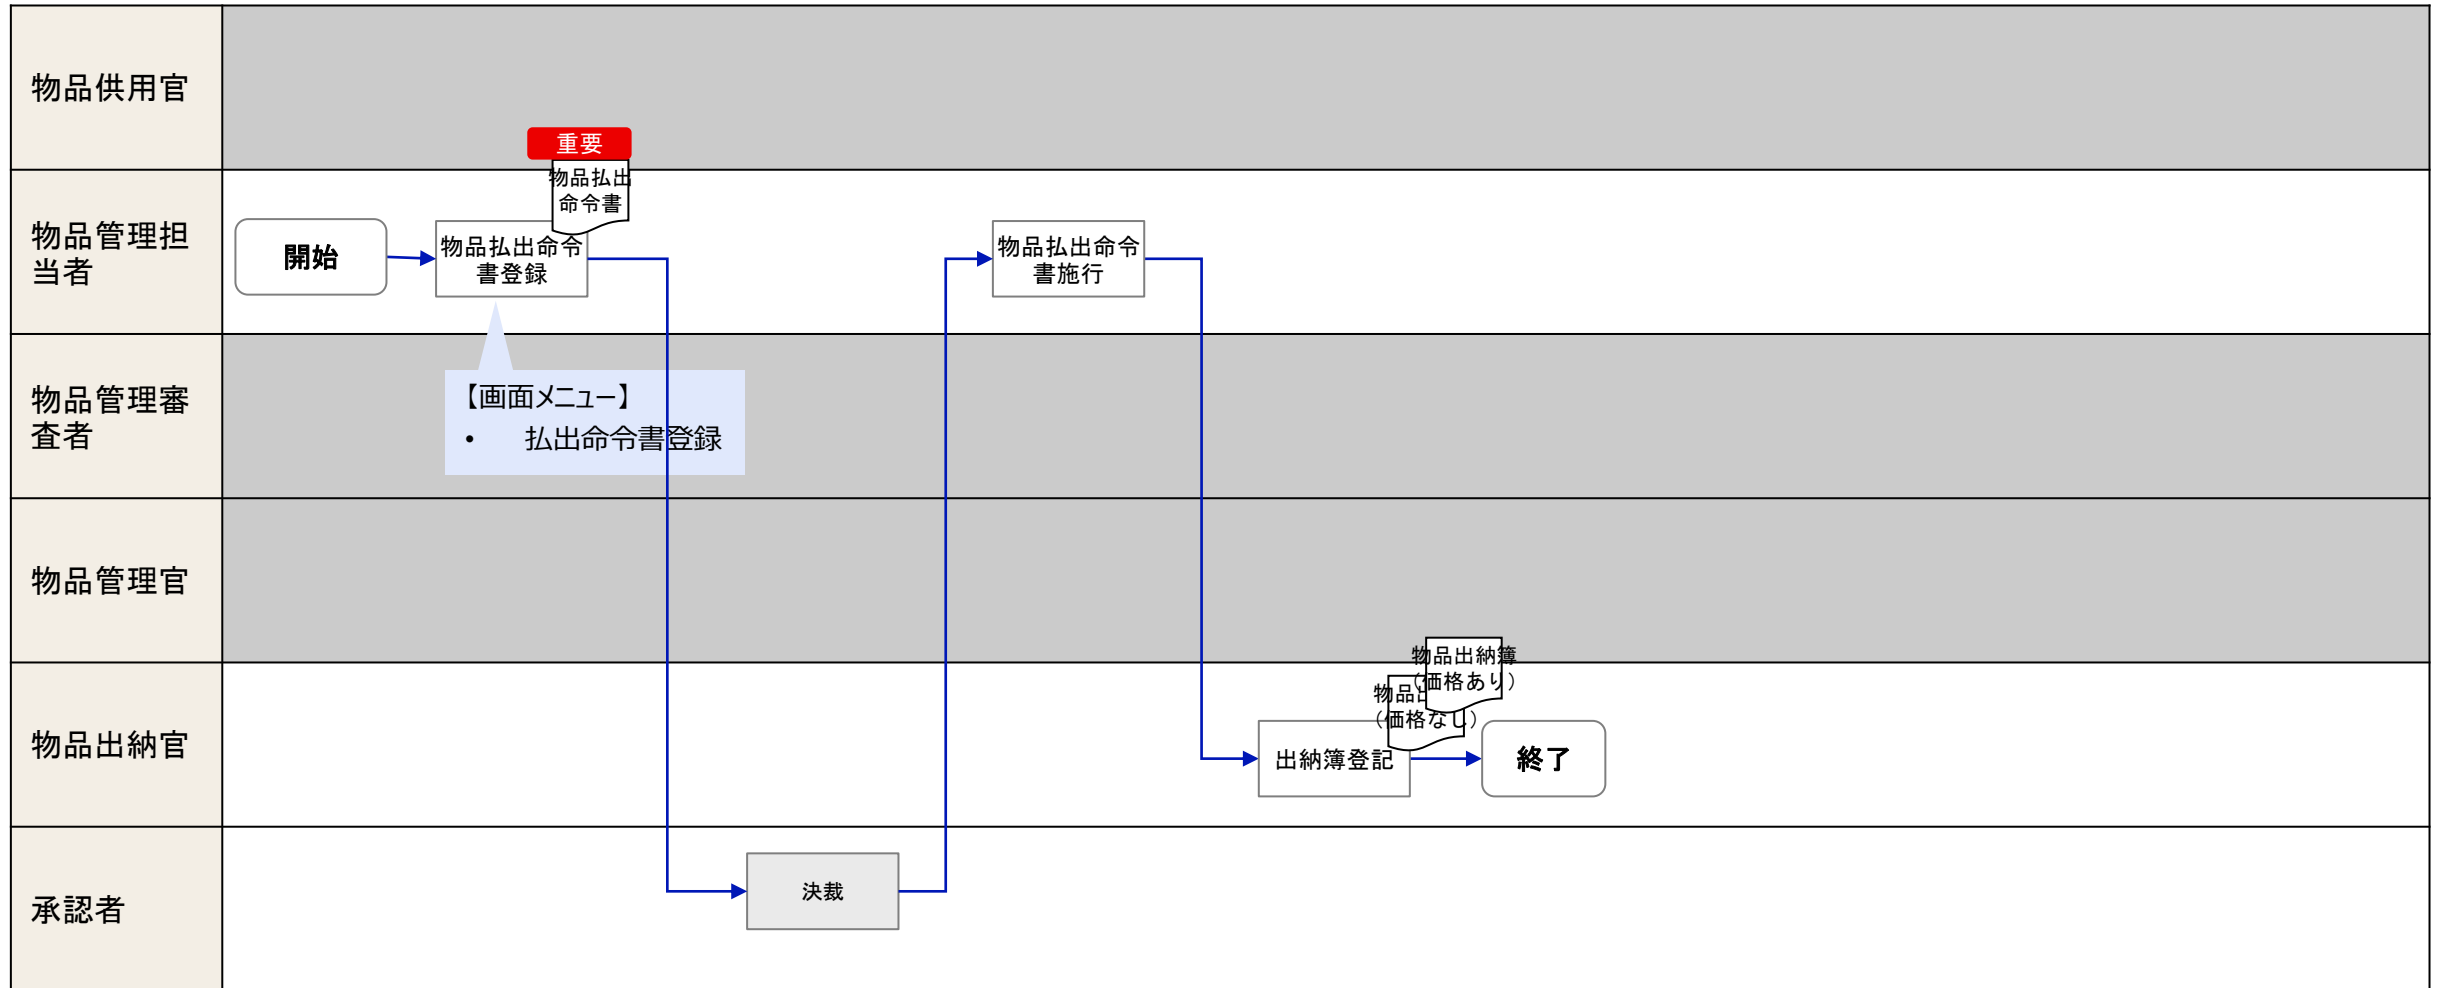 物品供用官
重要
物品払出
命令書
物品管理担
当者
開始
物品払出命令
書登録
物品払出命令
書施行
物品管理審
査者
【画面メニュー】
• 払出命令書登録
物品管理官
物品出納簿
（価格あり）
物品出
（価格なし）
物品出納官
出納簿登記
終了
承認者
決裁